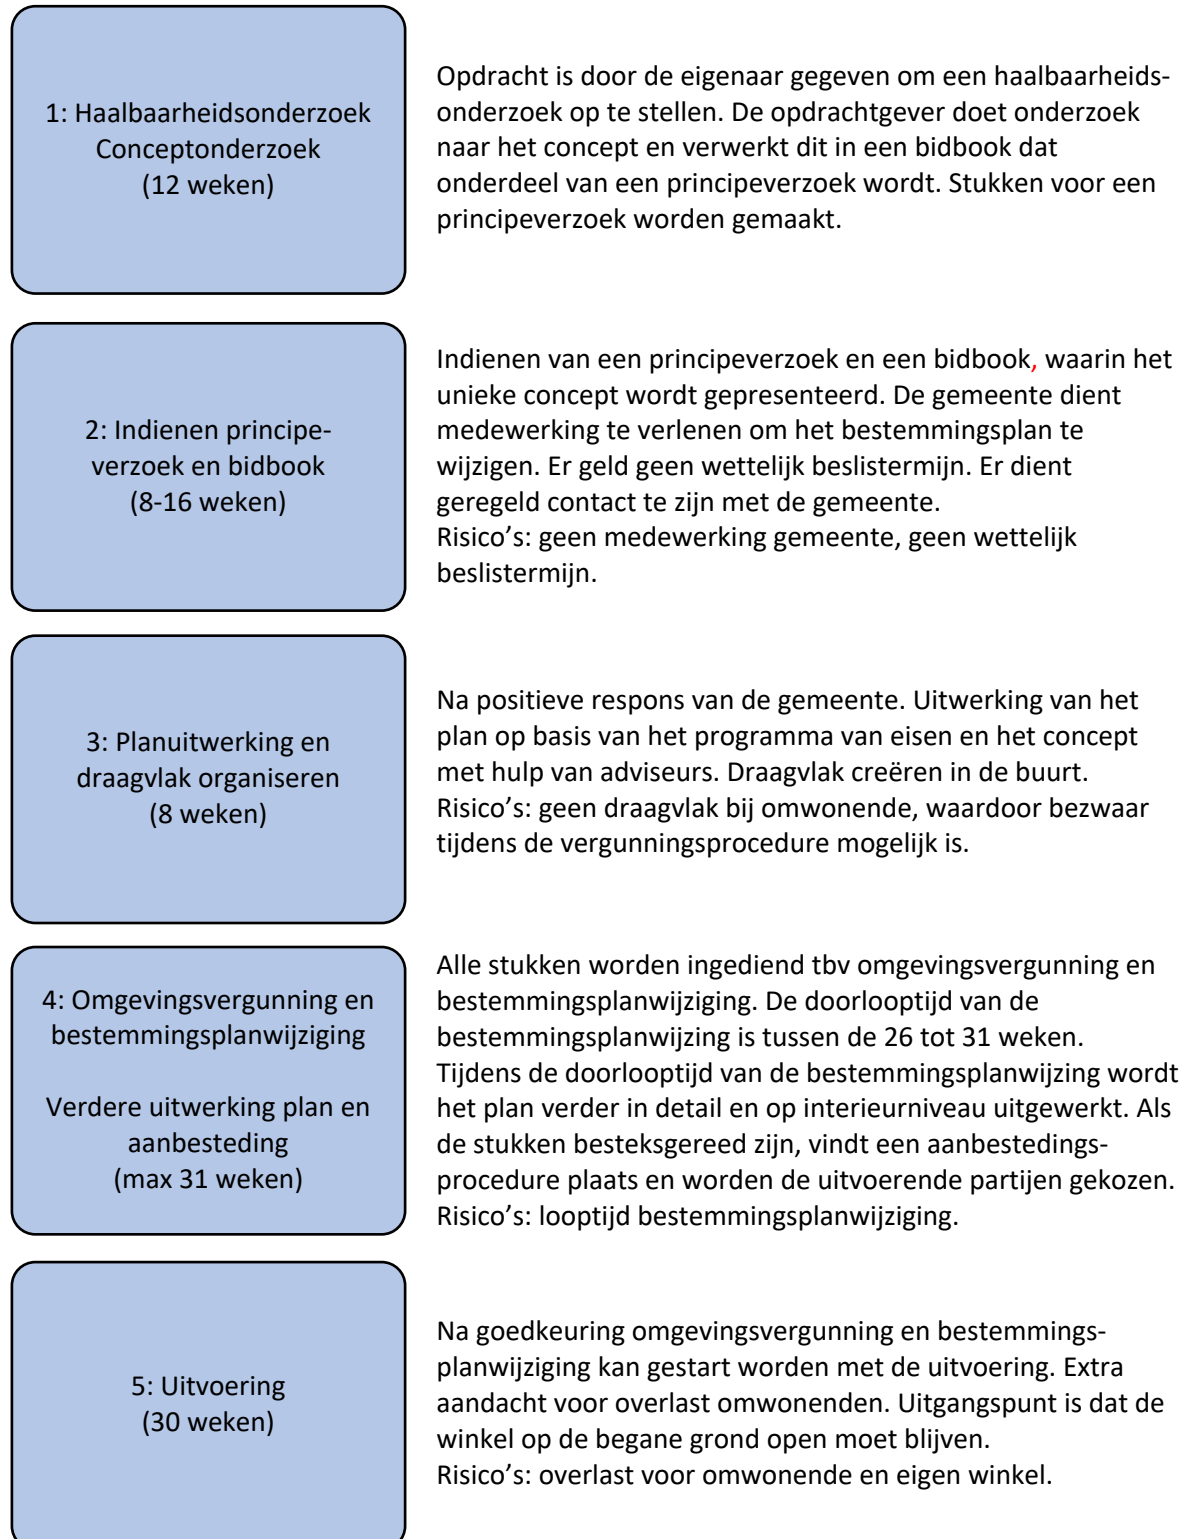 1: Haalbaarheidsonderzoek
Conceptonderzoek
(12 weken)
Opdracht is door de eigenaar gegeven om een haalbaarheids-
onderzoek op te stellen. De opdrachtgever doet onderzoek
naar het concept en verwerkt dit in een bidbook dat
onderdeel van een principeverzoek wordt. Stukken voor een
principeverzoek worden gemaakt.
2: Indienen principe-
verzoek en bidbook
(8-16 weken)
Indienen van een principeverzoek en een bidbook, waarin het
unieke concept wordt gepresenteerd. De gemeente dient
medewerking te verlenen om het bestemmingsplan te
wijzigen. Er geld geen wettelijk beslistermijn. Er dient
geregeld contact te zijn met de gemeente.
Risico’s: geen medewerking gemeente, geen wettelijk
beslistermijn.
3: Planuitwerking en
draagvlak organiseren
(8 weken)
Na positieve respons van de gemeente. Uitwerking van het
plan op basis van het programma van eisen en het concept
met hulp van adviseurs. Draagvlak creëren in de buurt.
Risico’s: geen draagvlak bij omwonende, waardoor bezwaar
tijdens de vergunningsprocedure mogelijk is.
4: Omgevingsvergunning en
bestemmingsplanwijziging
Verdere uitwerking plan en
aanbesteding
(max 31 weken)
Alle stukken worden ingediend tbv omgevingsvergunning en
bestemmingsplanwijziging. De doorlooptijd van de
bestemmingsplanwijzing is tussen de 26 tot 31 weken.
Tijdens de doorlooptijd van de bestemmingsplanwijzing wordt
het plan verder in detail en op interieurniveau uitgewerkt. Als
de stukken besteksgereed zijn, vindt een aanbestedings-
procedure plaats en worden de uitvoerende partijen gekozen.
Risico’s: looptijd bestemmingsplanwijziging.
5: Uitvoering
(30 weken)
Na goedkeuring omgevingsvergunning en bestemmings-
planwijziging kan gestart worden met de uitvoering. Extra
aandacht voor overlast omwonenden. Uitgangspunt is dat de
winkel op de begane grond open moet blijven.
Risico’s: overlast voor omwonende en eigen winkel.